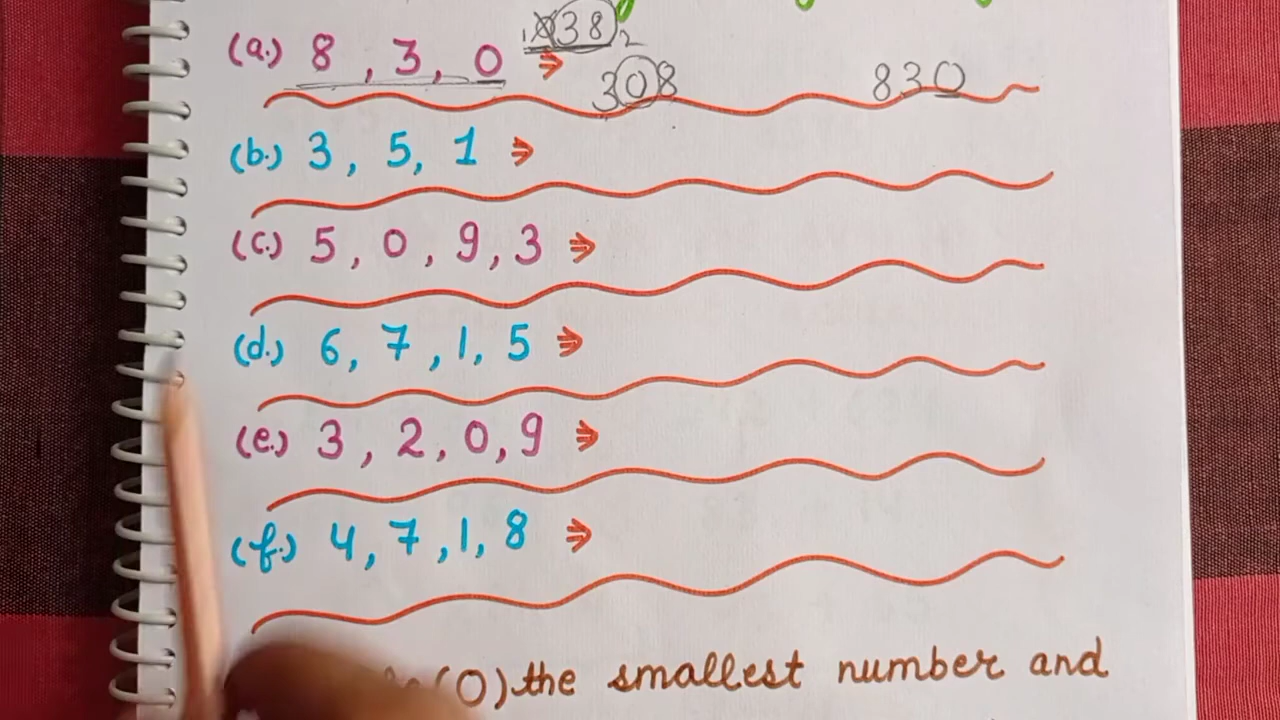 038
(a.) 8, 3, 0 ⇒ 308 830
(b.) 3, 5, 1 ⇒
(c.) 5, 0, 9, 3 ⇒
(d.) 6, 7, 1, 5 ⇒
(e.) 3, 2, 0, 9 ⇒
(f.) 4, 7, 1, 8 ⇒
(0) the smallest number and